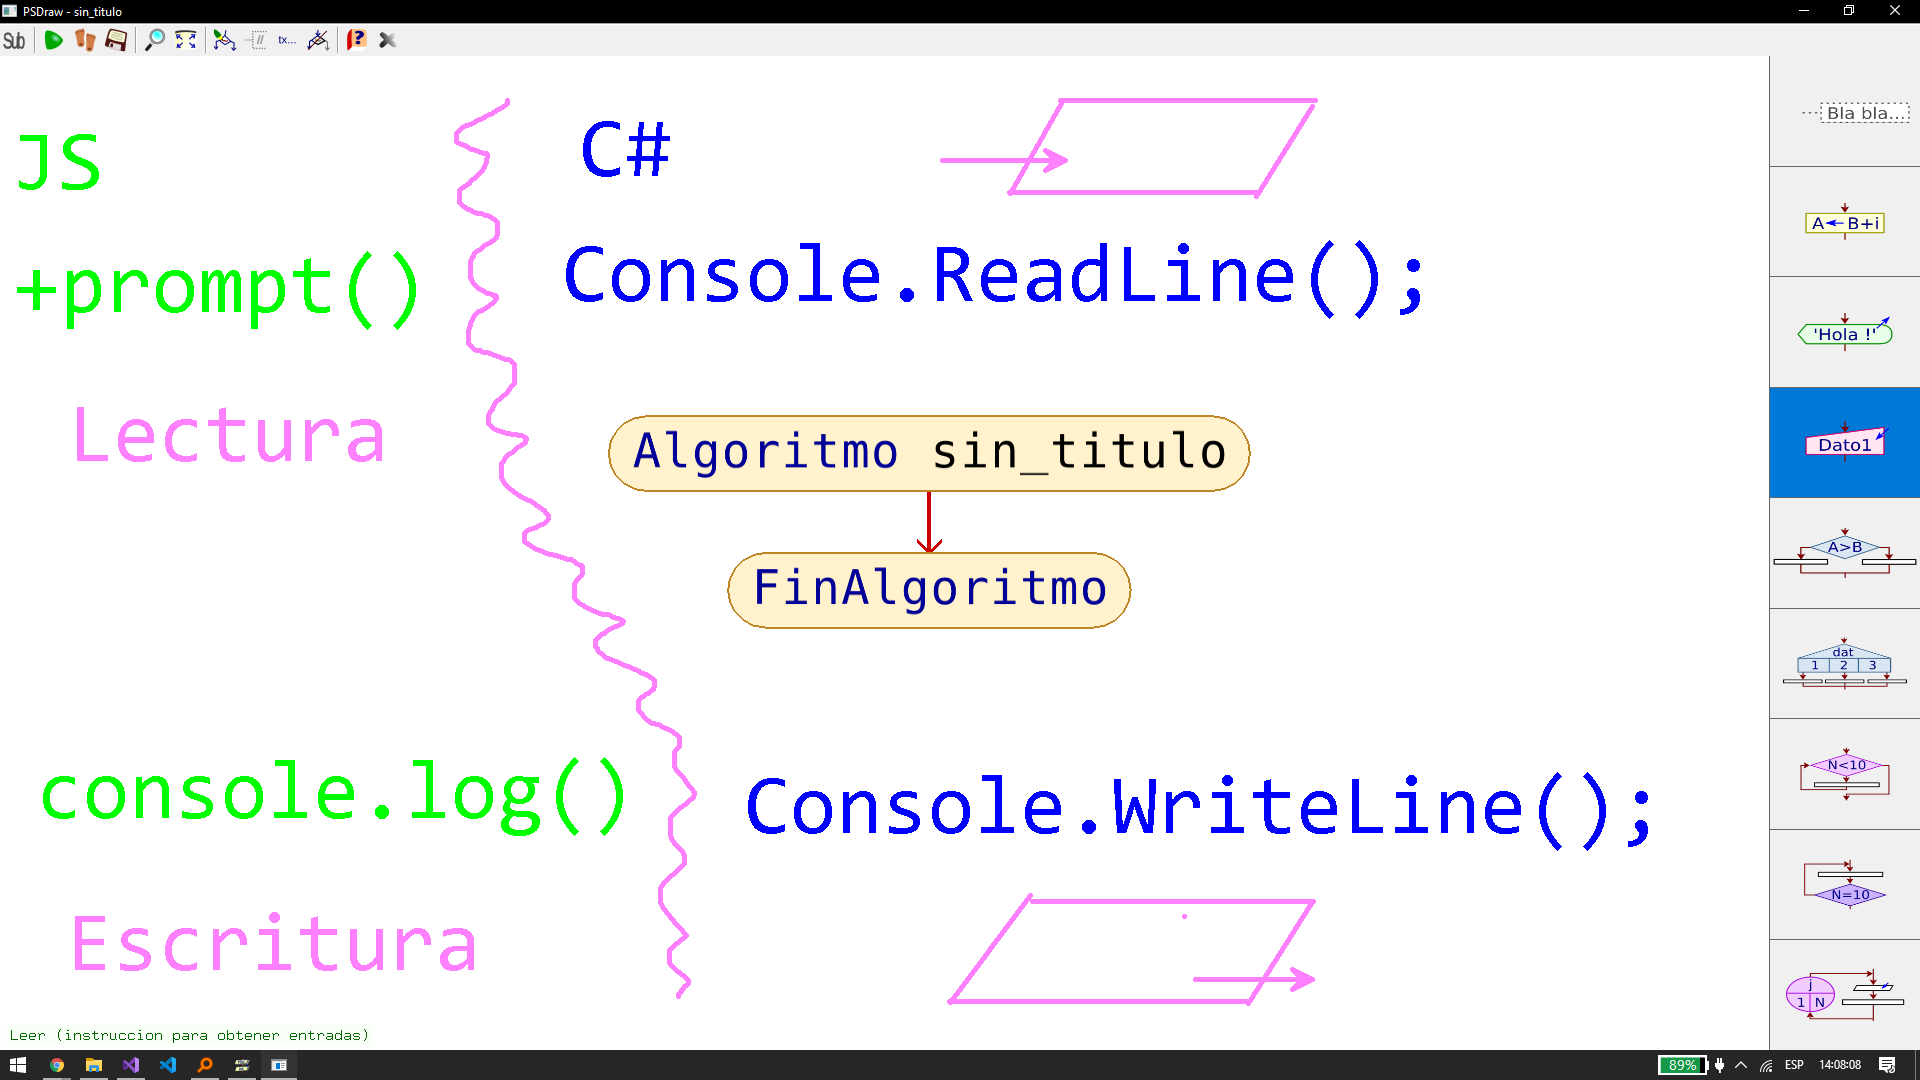 PSDraw - sin_titulo
Sub
// tx...
Bla bla...
JS
C#
A B+i
+prompt()
Console.ReadLine();
'Hola !'
Lectura
Algoritmo sin_titulo
Dato1
FinAlgoritmo
A>B
dat
1 2 3
console.log()
Console.WriteLine();
N<10
Escritura
N=10
j
1 N
Leer (instruccion para obtener entradas)
89% ESP 14:08:08